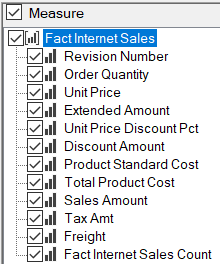 Measure
Fact Internet Sales
Revision Number
Order Quantity
Unit Price
Extended Amount
Unit Price Discount Pct
Discount Amount
Product Standard Cost
Total Product Cost
Sales Amount
Tax Amt
Freight
Fact Internet Sales Count